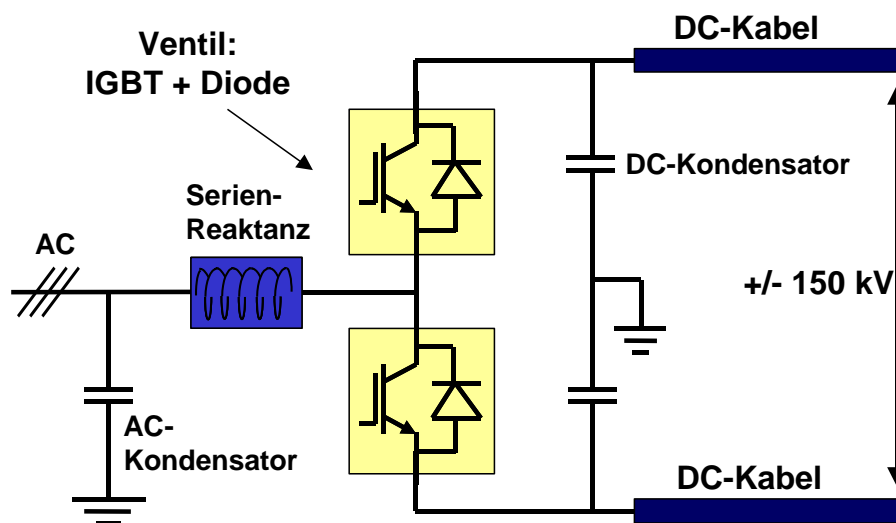 Ventil:
IGBT + Diode
DC-Kabel
DC-Kondensator
Serien-
Reaktanz
AC
+/- 150 kV
AC-
Kondensator
DC-Kabel